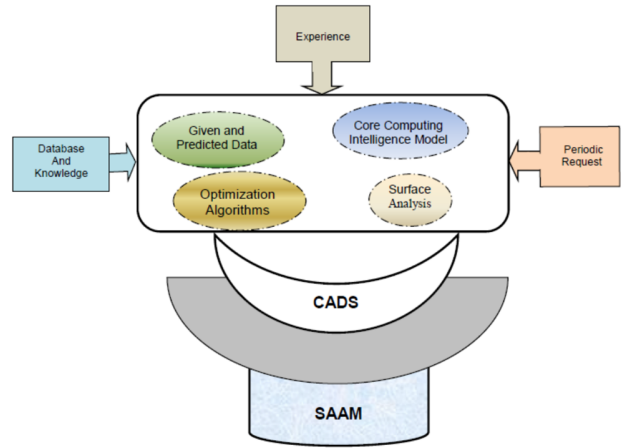 Experience
Given and
Predicted Data
Core Computing
Intelligence Model
Database
And
Knowledge
Periodic
Request
Optimization
Algorithms
Surface
Analysis
CADS
SAAM